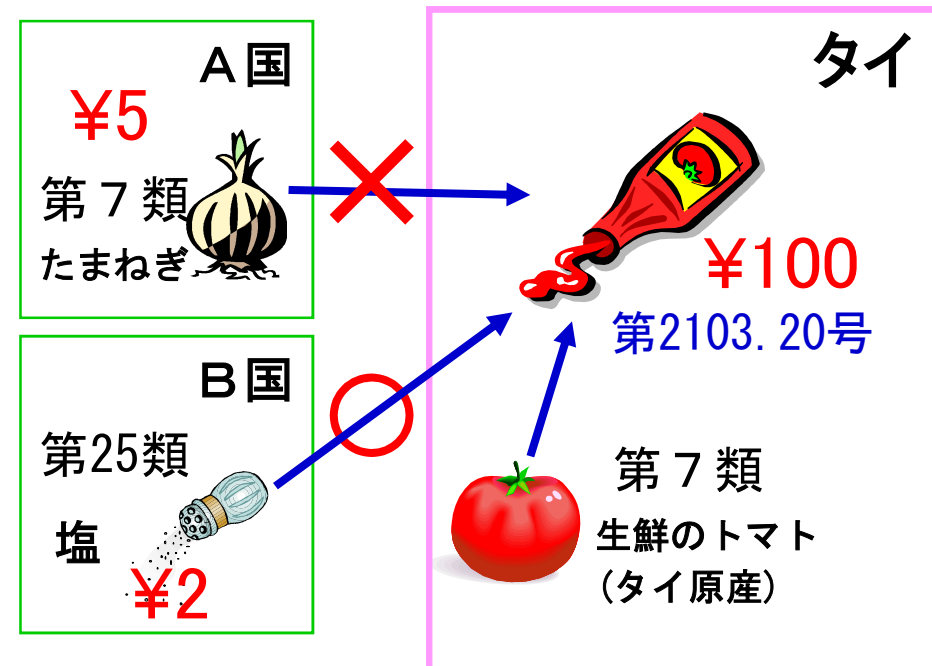 A国
¥5
第7類
たまねぎ
B国
第25類
塩
¥2
タイ
¥100
第2103.20号
第7類
生鮮のトマト
(タイ原産)